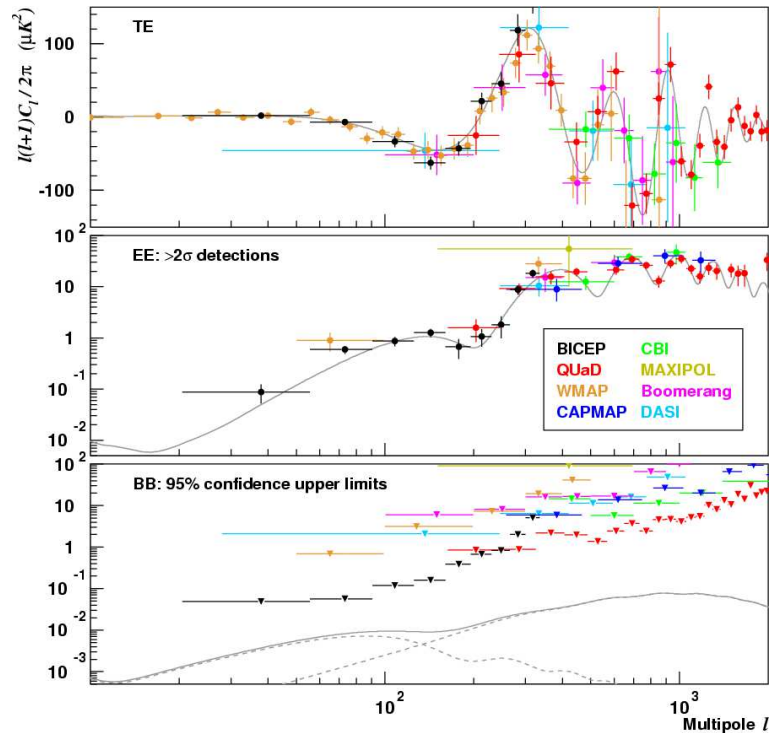 TE
l(l+1)C_l / 2π (μK²)
100
0
-100
EE: >2σ detections
10²
10
1
10⁻¹
10⁻²
BICEP
CBI
QUaD
MAXIPOL
WMAP
Boomerang
CAPMAP
DASI
BB: 95% confidence upper limits
10²
10
1
10⁻¹
10⁻²
10⁻³
10²
10³
Multipole l